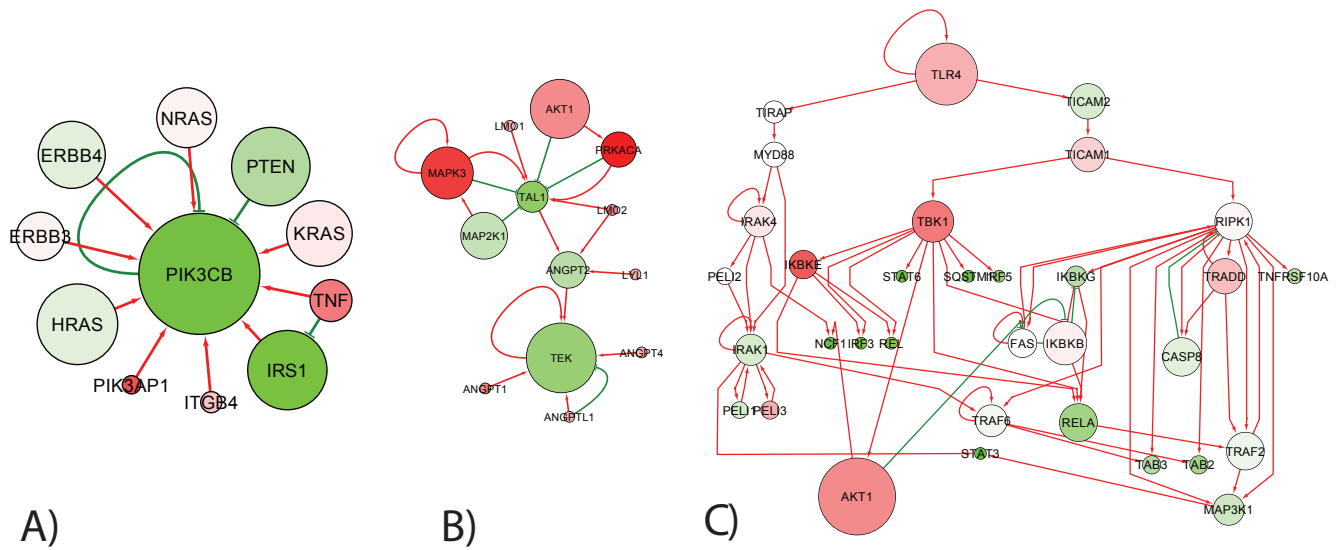 NRAS
ERBB4
PTEN
ERBB3
KRAS
PIK3CB
TNF
HRAS
IRS1
PIK3AP1
ITGB4
A)
AKT1
LMO1
PRKACA
MAPK3
TAL1
LMO2
MAP2K1
ANGPT2
LYL1
TEK
ANGPT4
ANGPT1
ANGPTL1
B)
TLR4
TIRAP
TICAM2
MYD88
TICAM1
IRAK4
TBK1
RIPK1
PELI2
IKBKE
STAT6
SQSTM1
IRF5
IKBKG
TRADD
TNFRSF10A
IRAK1
NCF1
IRF3
REL
FAS
IKBKB
CASP8
PELI1
PELI3
TRAF6
RELA
STAT3
TAB3
TAB2
TRAF2
AKT1
MAP3K1
C)